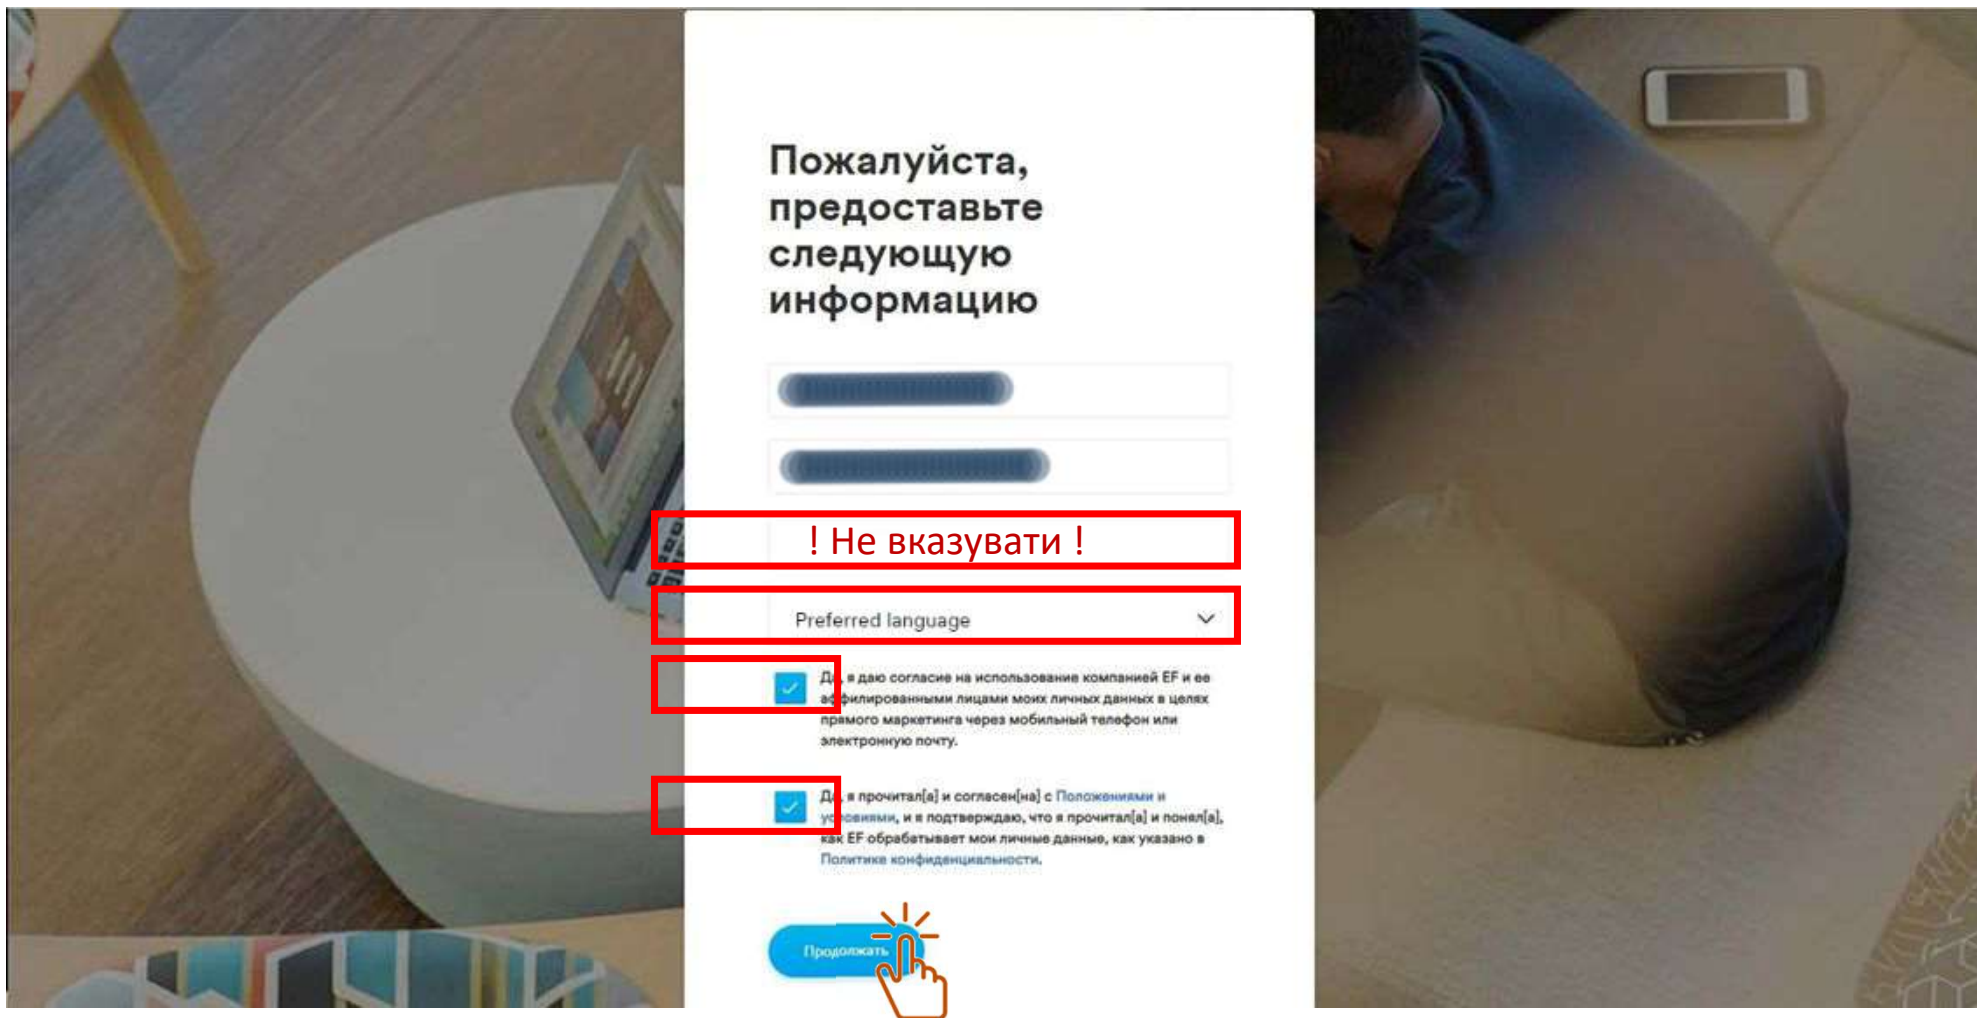 Пожалуйста,
предоставьте
следующую
информацию
! Не вказувати !
Preferred language
Да, я даю согласие на использование компанией EF и ее
аффилированными лицами моих личных данных в целях
прямого маркетинга через мобильный телефон или
электронную почту.
Да, я прочитал[а] и согласен[на] с Положениями и
условиями, и я подтверждаю, что я прочитал[а] и понял[а],
как EF обрабатывает мои личные данные, как указано в
Политике конфиденциальности.
Продолжать